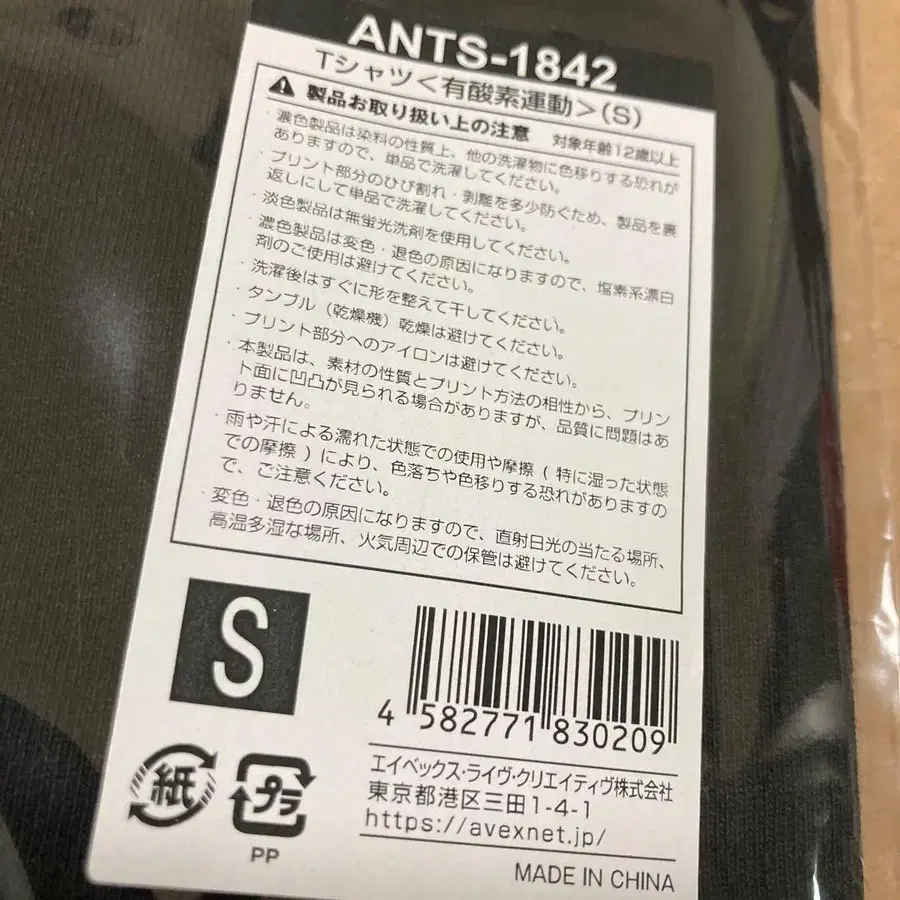 ANTS-1842
Tシャツ＜有酸素運動＞(S)
製品お取り扱い上の注意 対象年齢12歳以上
・濃色製品は染料の性質上、他の洗濯物に色移りする恐れが
ありますので、単品で洗濯してください。
・プリント部分のひび割れ・剥離を多少防ぐため、製品を裏
返しにして単品で洗濯してください。
・淡色製品は無蛍光洗剤を使用してください。
・濃色製品は変色・退色の原因になりますので、塩素系漂白
剤のご使用は避けてください。
・洗濯後はすぐに形を整えて干してください。
・タンブル（乾燥機）乾燥は避けてください。
・プリント部分へのアイロンは避けてください。
・本製品は、素材の性質とプリント方法の相性から、プリン
ト面に凹凸が見られる場合がありますが、品質に問題はあ
りません。
・雨や汗による濡れた状態での使用や摩擦 ( 特に湿った状態
での摩擦 ) により、色落ちや色移りする恐れがありますの
で、ご注意ください。
・変色・退色の原因になりますので、直射日光の当たる場所、
高温多湿な場所、火気周辺での保管は避けてください。
S
4 582771 830209
エイベックス・ライヴ・クリエイティヴ株式会社
東京都港区三田1-4-1
https://avexnet.jp/
紙
プラ
PP
MADE IN CHINA